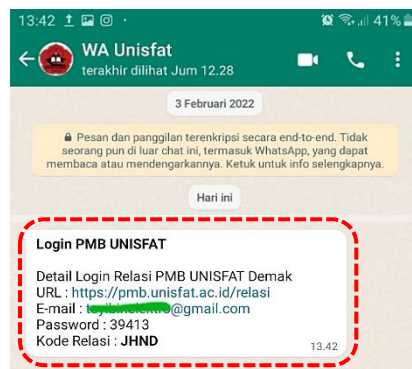 13:42
41%
WA Unisfat
terakhir dilihat Jum 12.28
3 Februari 2022
Pesan dan panggilan terenkripsi secara end-to-end. Tidak
seorang pun di luar chat ini, termasuk WhatsApp, yang dapat
membaca atau mendengarkannya. Ketuk untuk info selengkapnya.
Hari ini
Login PMB UNISFAT
Detail Login Relasi PMB UNISFAT Demak
URL : https://pmb.unisfat.ac.id/relasi
E-mail : @gmail.com
Password : 39413
Kode Relasi : JHND
13.42